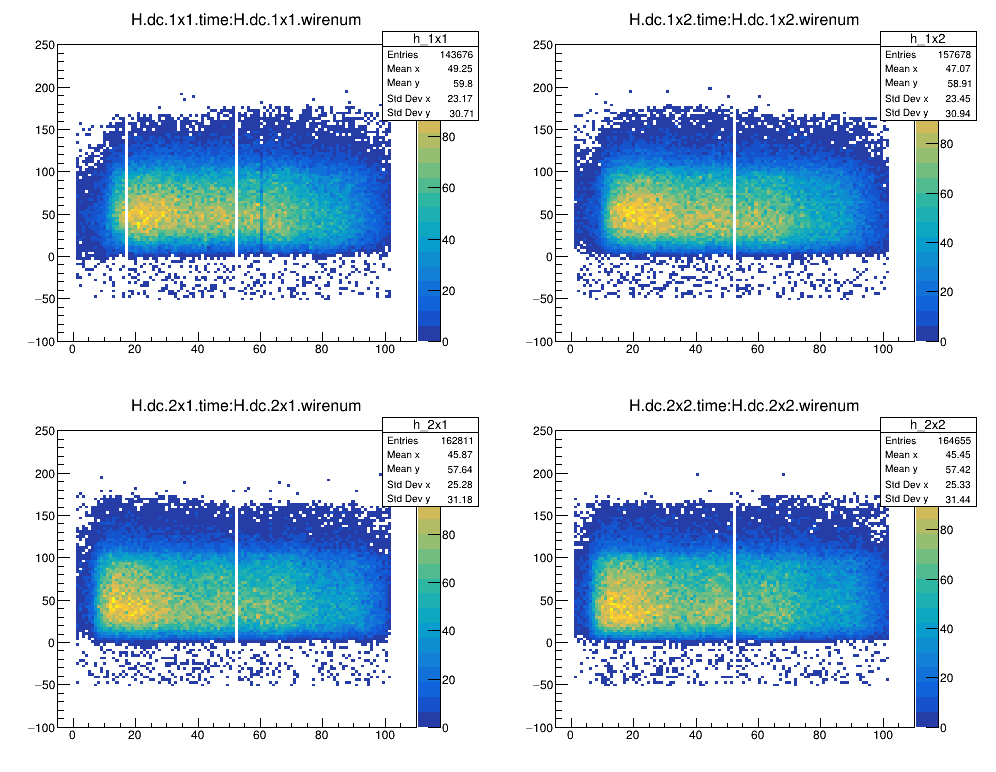 H.dc.1x1.time:H.dc.1x1.wirenum
h_1x1
Entries 143676
Mean x 49.25
Mean y 59.8
Std Dev x 23.17
Std Dev y 30.71
250
200
150
100
50
0
−50
−100
0 20 40 60 80 100
80
60
40
20
0
H.dc.1x2.time:H.dc.1x2.wirenum
h_1x2
Entries 157678
Mean x 47.07
Mean y 58.91
Std Dev x 23.45
Std Dev y 30.94
250
200
150
100
50
0
−50
−100
0 20 40 60 80 100
80
60
40
20
0
H.dc.2x1.time:H.dc.2x1.wirenum
h_2x1
Entries 162811
Mean x 45.87
Mean y 57.64
Std Dev x 25.28
Std Dev y 31.18
250
200
150
100
50
0
−50
−100
0 20 40 60 80 100
80
60
40
20
0
H.dc.2x2.time:H.dc.2x2.wirenum
h_2x2
Entries 164655
Mean x 45.45
Mean y 57.42
Std Dev x 25.33
Std Dev y 31.44
250
200
150
100
50
0
−50
−100
0 20 40 60 80 100
80
60
40
20
0